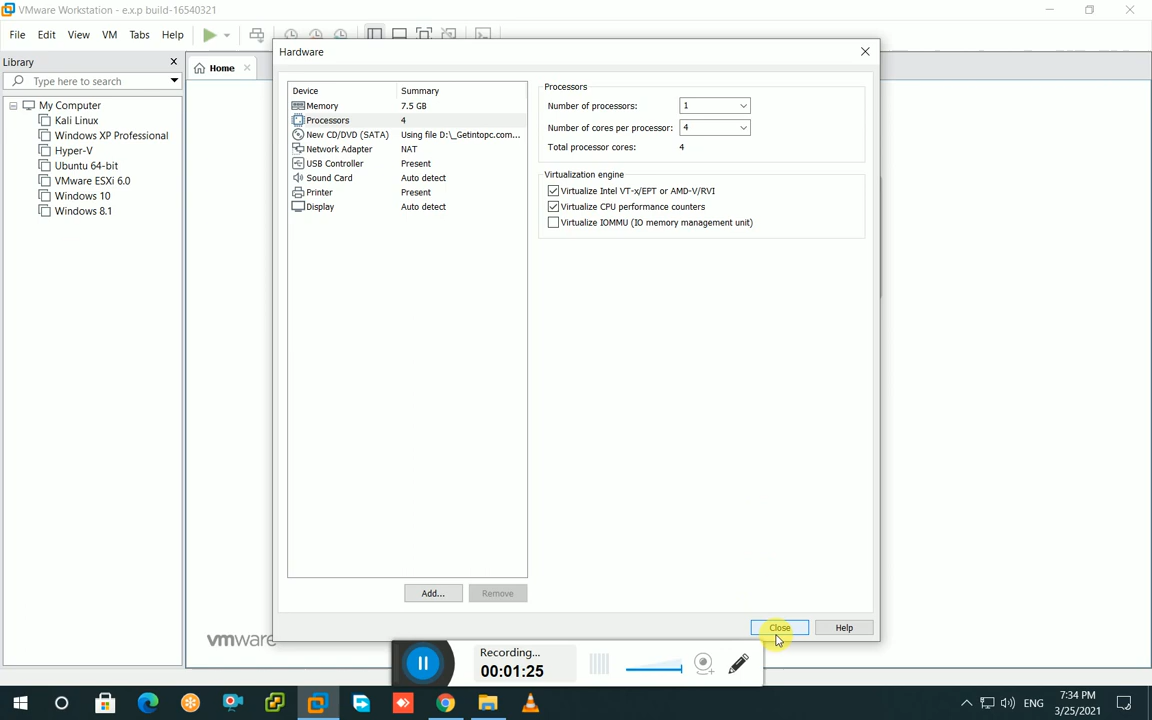 VMware Workstation - e.x.p build-16540321
File Edit View VM Tabs Help
Library
Type here to search
Home
My Computer
Kali Linux
Windows XP Professional
Hyper-V
Ubuntu 64-bit
VMware ESXi 6.0
Windows 10
Windows 8.1
Hardware
Device Summary
Memory 7.5 GB
Processors 4
New CD/DVD (SATA) Using file D:\_Getintopc.com...
Network Adapter NAT
USB Controller Present
Sound Card Auto detect
Printer Present
Display Auto detect
Add... Remove
Processors
Number of processors: 1
Number of cores per processor: 4
Total processor cores: 4
Virtualization engine
Virtualize Intel VT-x/EPT or AMD-V/RVI
Virtualize CPU performance counters
Virtualize IOMMU (IO memory management unit)
Close Help
vmware
Recording...
00:01:25
ENG
7:34 PM
3/25/2021